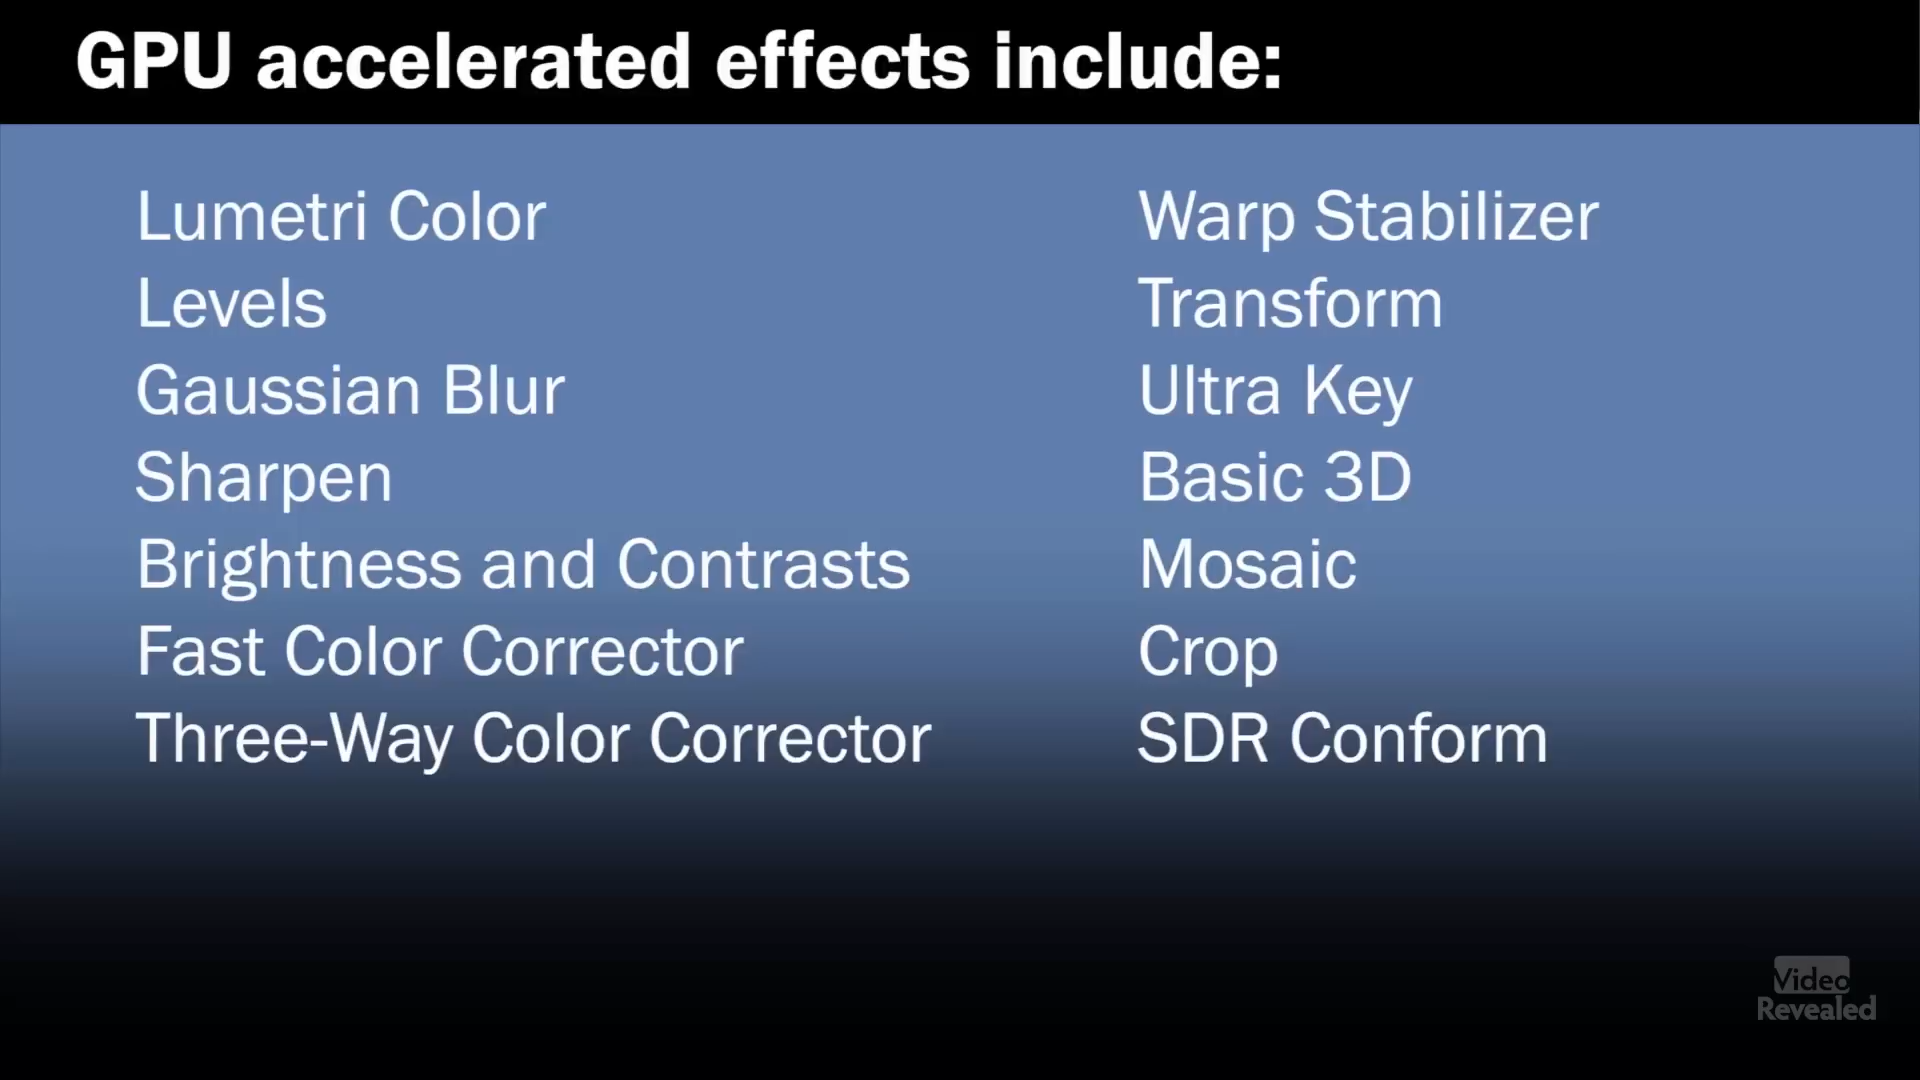 GPU accelerated effects include:
Lumetri Color
Levels
Gaussian Blur
Sharpen
Brightness and Contrasts
Fast Color Corrector
Three-Way Color Corrector
Warp Stabilizer
Transform
Ultra Key
Basic 3D
Mosaic
Crop
SDR Conform
Video
Revealed